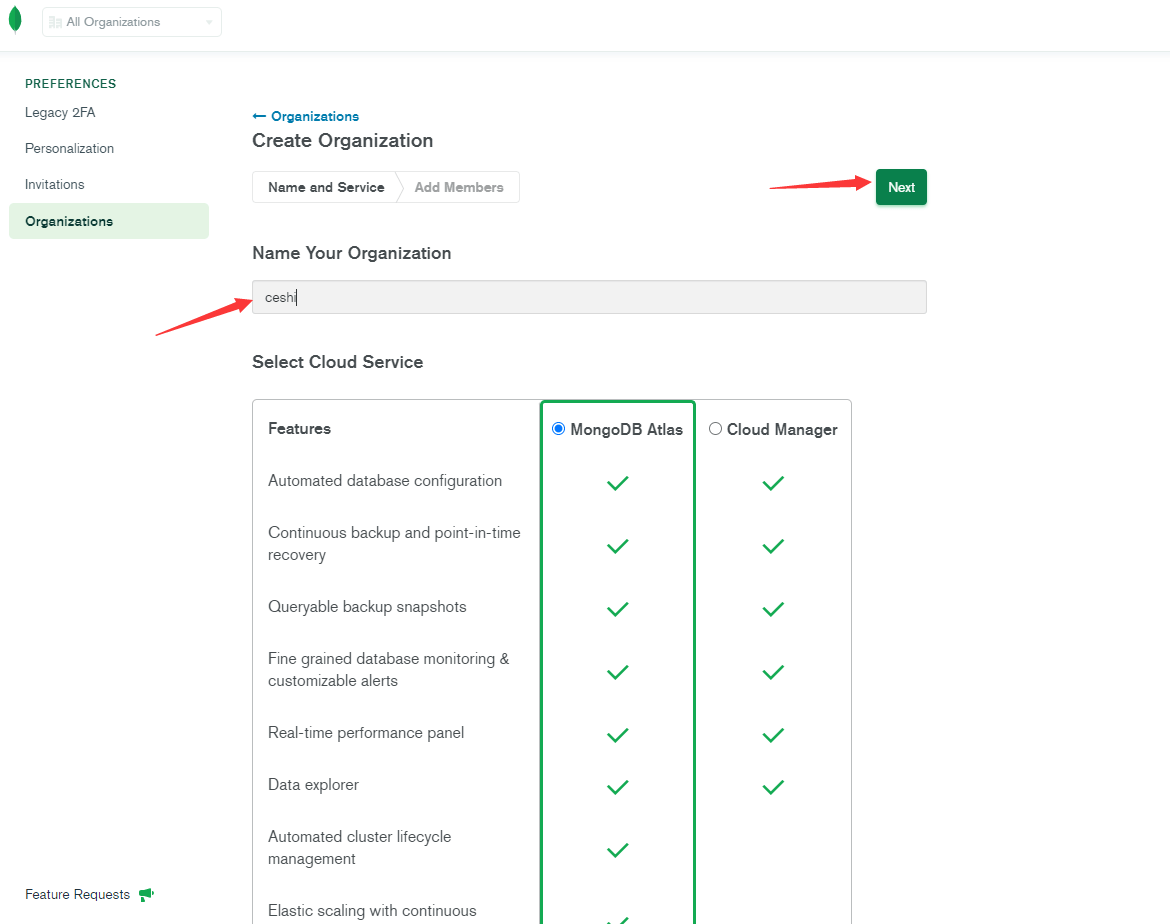 All Organizations
PREFERENCES
Legacy 2FA
Personalization
Invitations
Organizations
Feature Requests
← Organizations
Create Organization
Name and Service
Add Members
Next
Name Your Organization
ceshi
Select Cloud Service
Features
MongoDB Atlas
Cloud Manager
Automated database configuration
Continuous backup and point-in-time
recovery
Queryable backup snapshots
Fine grained database monitoring &
customizable alerts
Real-time performance panel
Data explorer
Automated cluster lifecycle
management
Elastic scaling with continuous